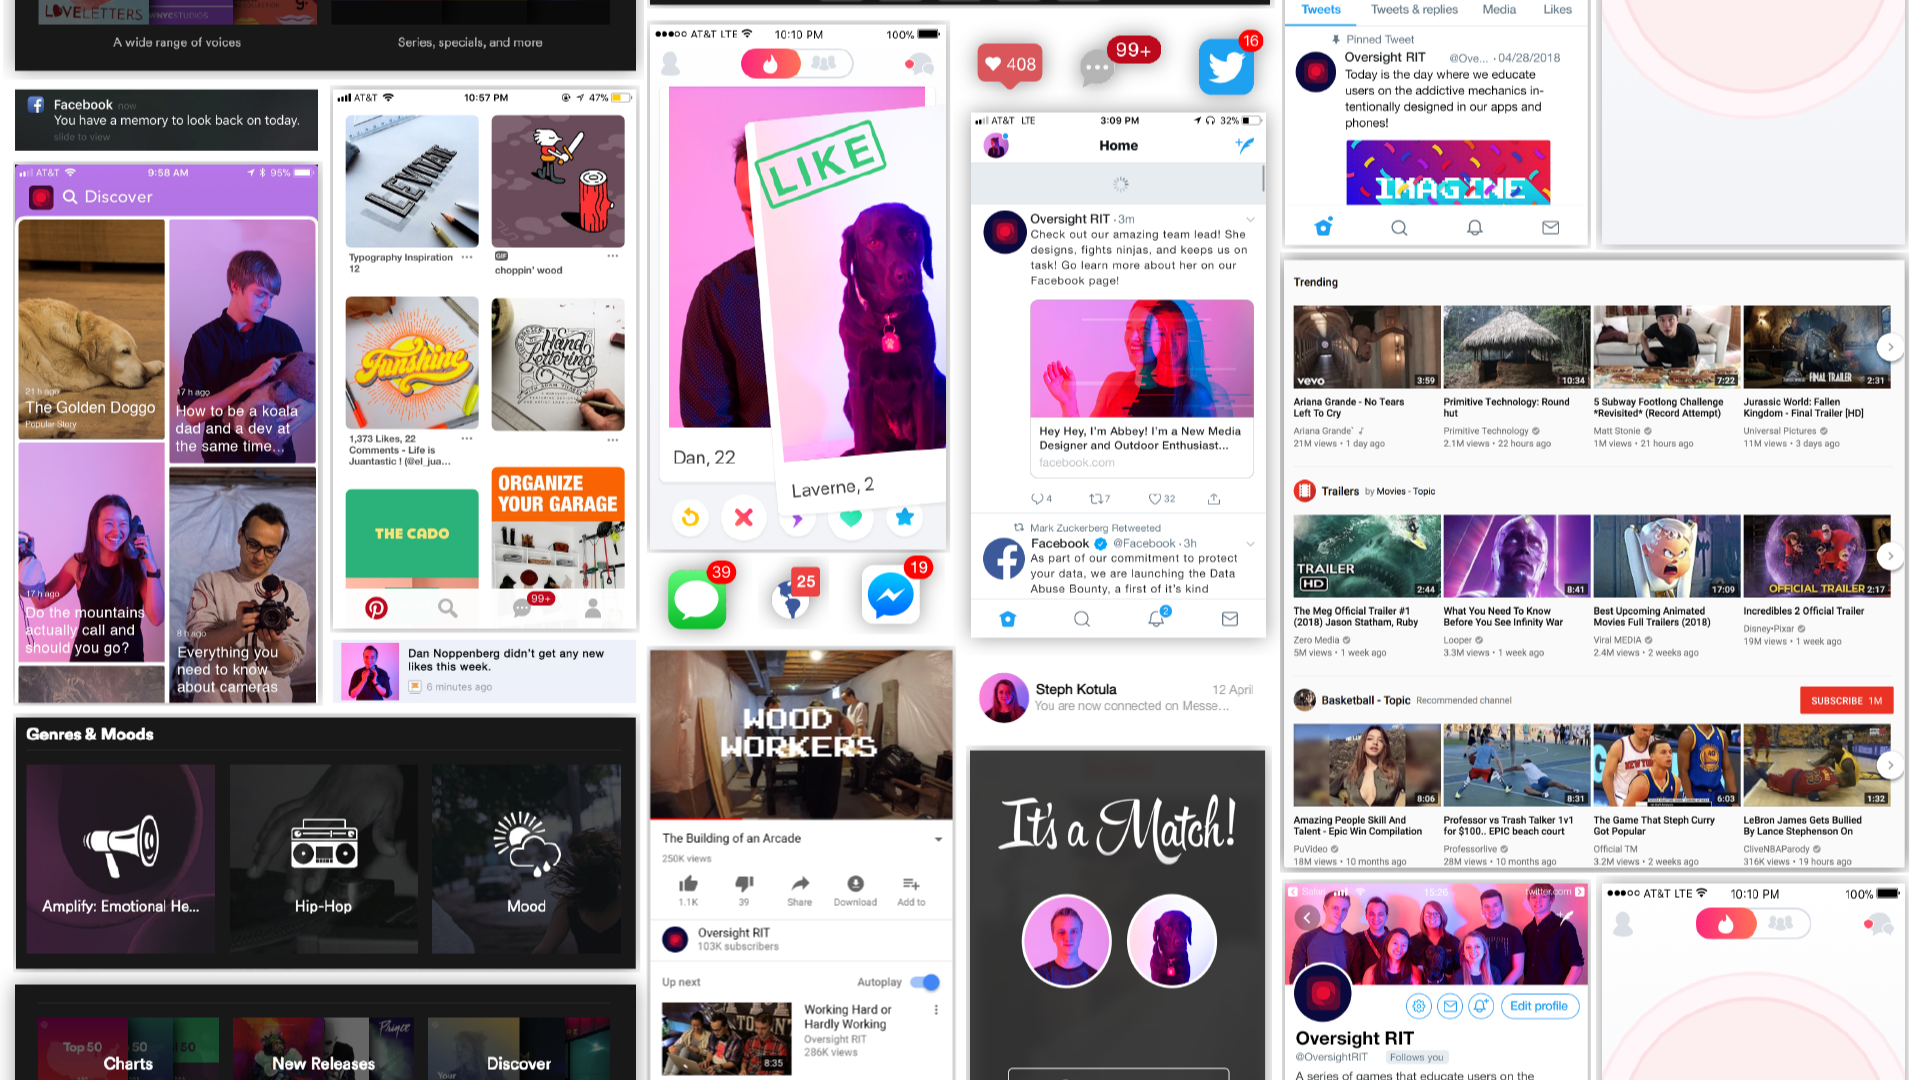 LOVELETTERS
WNYCSTUDIOS
A wide range of voices
Series, specials, and more
Facebook now
You have a memory to look back on today.
slide to view
AT&T
9:58 AM
95%
Discover
21 h ago
The Golden Doggo
Popular Story
17 h ago
How to be a koala
dad and a dev at
the same time...
17 h ago
Do the mountains
actually call and
should you go?
8 h ago
Everything you
need to know
about cameras
AT&T
10:57 PM
47%
Typography Inspiration
12
GIF
choppin' wood
Funshine
Hand
Lettering
1,373 Likes, 22
Comments - Life is
Juantastic ! (@el_jua...
THE CADO
ORGANIZE
YOUR GARAGE
99+
Dan Noppenberg didn't get any new
likes this week.
6 minutes ago
Genres & Moods
Amplify: Emotional He...
Hip-Hop
Mood
Top 50
50
50
Prince
Your
Charts
New Releases
Discover
AT&T LTE
10:10 PM
100%
LIKE
Dan, 22
Laverne, 2
39
25
19
WOOD
WORKERS
The Building of an Arcade
250K views
1.1K
39
Share
Download
Add to
Oversight RIT
103K subscribers
Up next
Autoplay
8:35
Working Hard or
Hardly Working
Oversight RIT
286K views
408
99+
16
AT&T LTE
3:09 PM
32%
Home
Oversight RIT · 3m
Check out our amazing team lead! She
designs, fights ninjas, and keeps us on
task! Go learn more about her on our
Facebook page!
Hey Hey, I'm Abbey! I'm a New Media
Designer and Outdoor Enthusiast...
facebook.com
4
7
32
Mark Zuckerberg Retweeted
Facebook @Facebook · 3h
As part of our commitment to protect
your data, we are launching the Data
Abuse Bounty, a first of it's kind
2
Steph Kotula
12 April
You are now connected on Messe...
It's a Match!
Tweets
Tweets & replies
Media
Likes
Pinned Tweet
Oversight RIT @Ove... · 04/28/2018
Today is the day where we educate
users on the addictive mechanics in-
tentionally designed in our apps and
phones!
IMAGINE
Trending
vevo
3:59
10:34
7:22
FINAL TRAILER
2:31
Ariana Grande - No Tears
Left To Cry
Ariana Grande
21M views • 1 day ago
Primitive Technology: Round
hut
Primitive Technology
2.1M views • 22 hours ago
5 Subway Footlong Challenge
*Revisited* (Record Attempt)
Matt Stonie
1M views • 21 hours ago
Jurassic World: Fallen
Kingdom - Final Trailer [HD]
Universal Pictures
11M views • 3 days ago
Trailers by Movies - Topic
TRAILER
HD
2:44
8:41
17:09
OFFICIAL TRAILER
2:17
The Meg Official Trailer #1
(2018) Jason Statham, Ruby
Zero Media
5M views • 1 week ago
What You Need To Know
Before You See Infinity War
Looper
3.3M views • 1 week ago
Best Upcoming Animated
Movies Full Trailers (2018)
Viral MEDIA
2.4M views • 2 weeks ago
Incredibles 2 Official Trailer
Disney•Pixar
19M views • 1 week ago
Basketball - Topic Recommended channel
SUBSCRIBE 1M
8:06
8:31
NEW YORK
6:03
1:32
Amazing People Skill And
Talent - Epic Win Compilation
PuVideo
18M views • 10 months ago
Professor vs Trash Talker 1v1
for $100.. EPIC beach court
Professorlive
28M views • 10 months ago
The Game That Steph Curry
Got Popular
Official TM
3.2M views • 2 weeks ago
LeBron James Gets Bullied
By Lance Stephenson On
CliveNBAParody
316K views • 19 hours ago
Safari
15:26
twitter.com
Edit profile
Oversight RIT
@OversightRIT
Follows you
A series of games that educate users on the
AT&T LTE
10:10 PM
100%